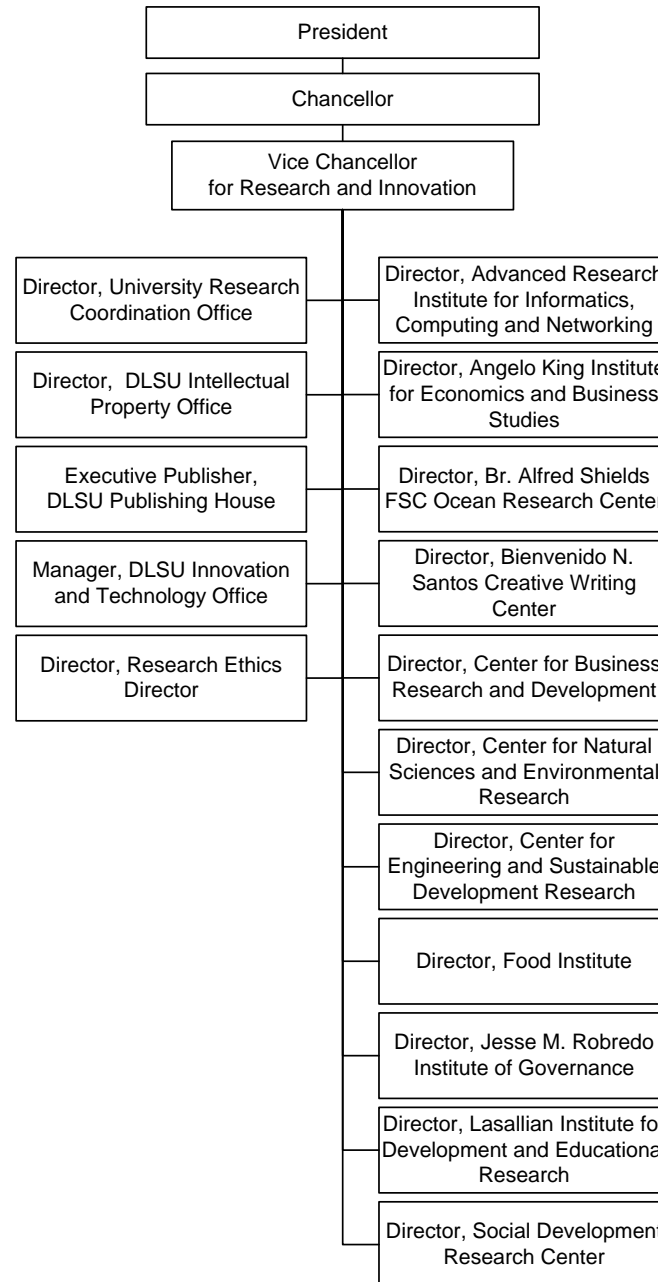 President
Chancellor
Vice Chancellor
for Research and Innovation
Director, University Research
Coordination Office
Director, DLSU Intellectual
Property Office
Executive Publisher,
DLSU Publishing House
Manager, DLSU Innovation
and Technology Office
Director, Research Ethics
Director
Director, Advanced Research
Institute for Informatics,
Computing and Networking
Director, Angelo King Institute
for Economics and Business
Studies
Director, Br. Alfred Shields
FSC Ocean Research Center
Director, Bienvenido N.
Santos Creative Writing
Center
Director, Center for Business
Research and Development
Director, Center for Natural
Sciences and Environmental
Research
Director, Center for
Engineering and Sustainable
Development Research
Director, Food Institute
Director, Jesse M. Robredo
Institute of Governance
Director, Lasallian Institute fo
Development and Educationa
Research
Director, Social Development
Research Center